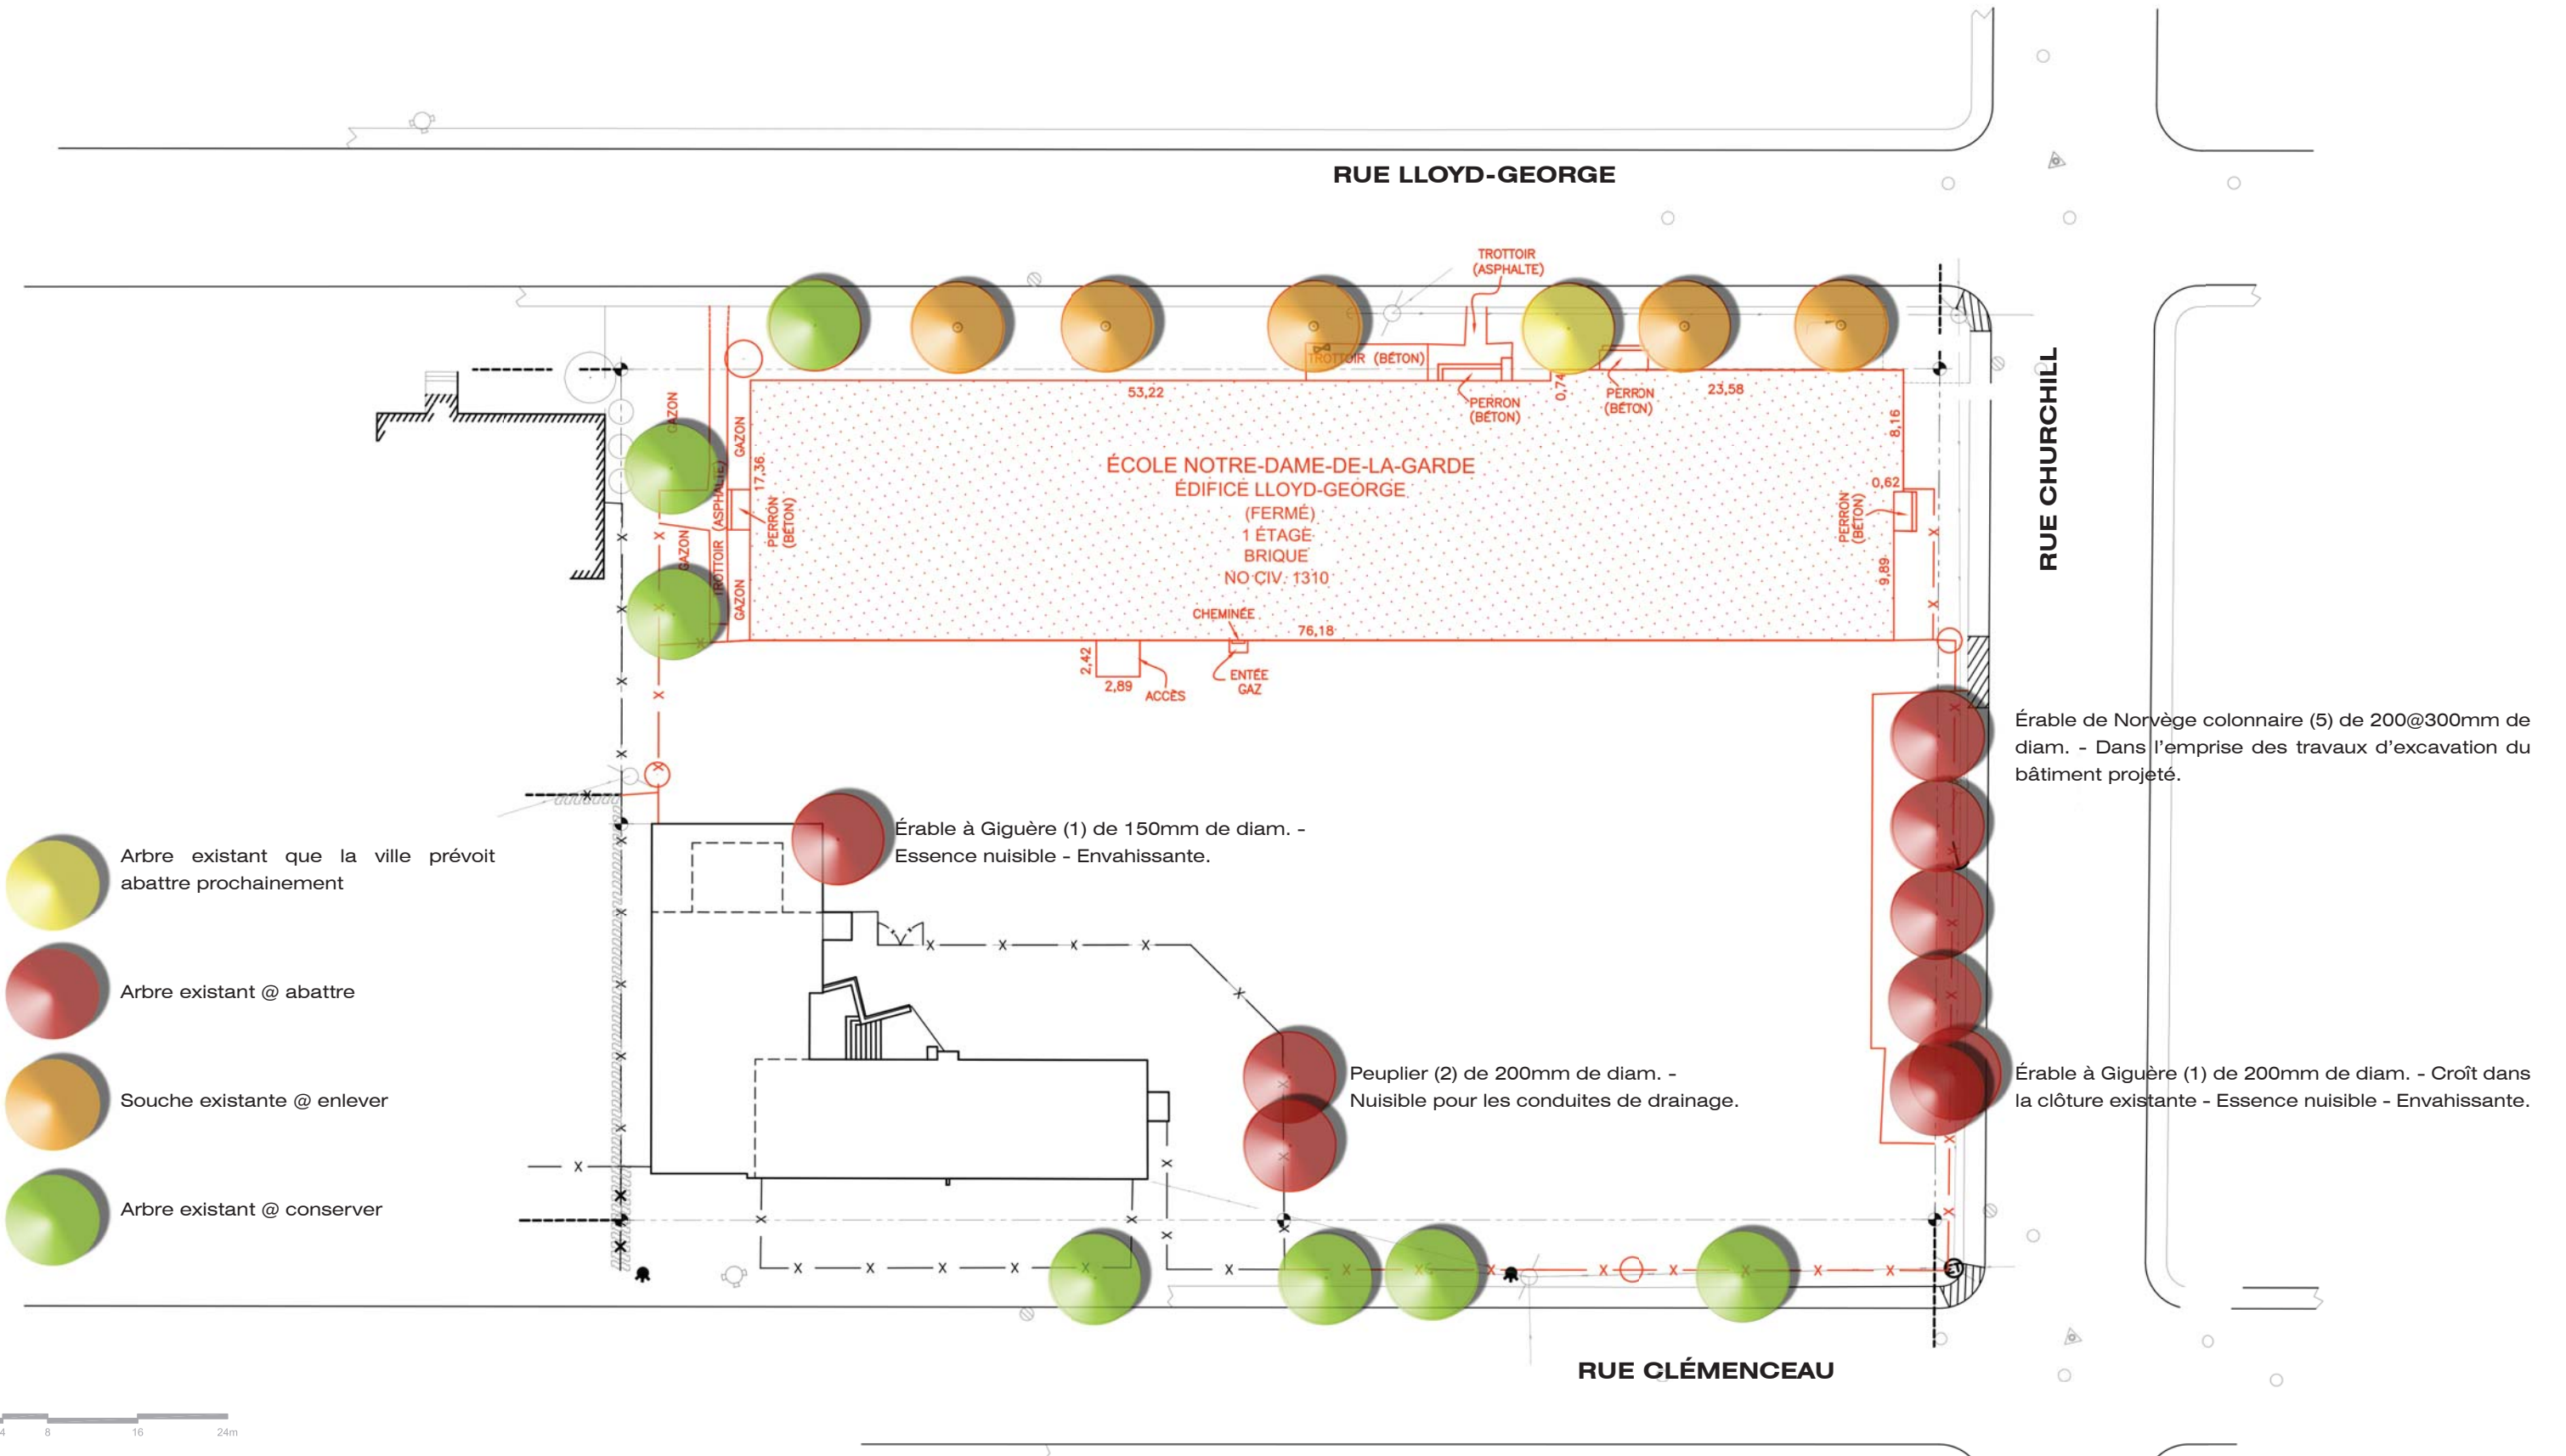 RUE LLOYD-GEORGE
TROTTOIR
(ASPHALTE)
TROTTOIR (BÉTON)
53,22
PERRON
(BÉTON)
0,74
PERRON
(BÉTON)
23,58
RUE CHURCHILL
GAZON
GAZON
17,36
8,16
ÉCOLE NOTRE-DAME-DE-LA-GARDE
ÉDIFICE LLOYD-GEORGE
(FERMÉ)
1 ÉTAGE
BRIQUE
NO CIV. 1310
0,62
PERRON
(BÉTON)
PERRON
(BÉTON)
TROTTOIR (ASPHALTE)
GAZON
GAZON
9,89
CHEMINÉE
76,18
2,42
2,89
ACCÈS
ENTÉE
GAZ
Érable de Norvège colonnaire (5) de 200@300mm de
diam. - Dans l'emprise des travaux d'excavation du
bâtiment projeté.
Érable à Giguère (1) de 150mm de diam. -
Essence nuisible - Envahissante.
Arbre existant que la ville prévoit
abattre prochainement
Arbre existant @ abattre
Souche existante @ enlever
Arbre existant @ conserver
Peuplier (2) de 200mm de diam. -
Nuisible pour les conduites de drainage.
Érable à Giguère (1) de 200mm de diam. - Croît dans
la clôture existante - Essence nuisible - Envahissante.
RUE CLÉMENCEAU
4 8 16 24m